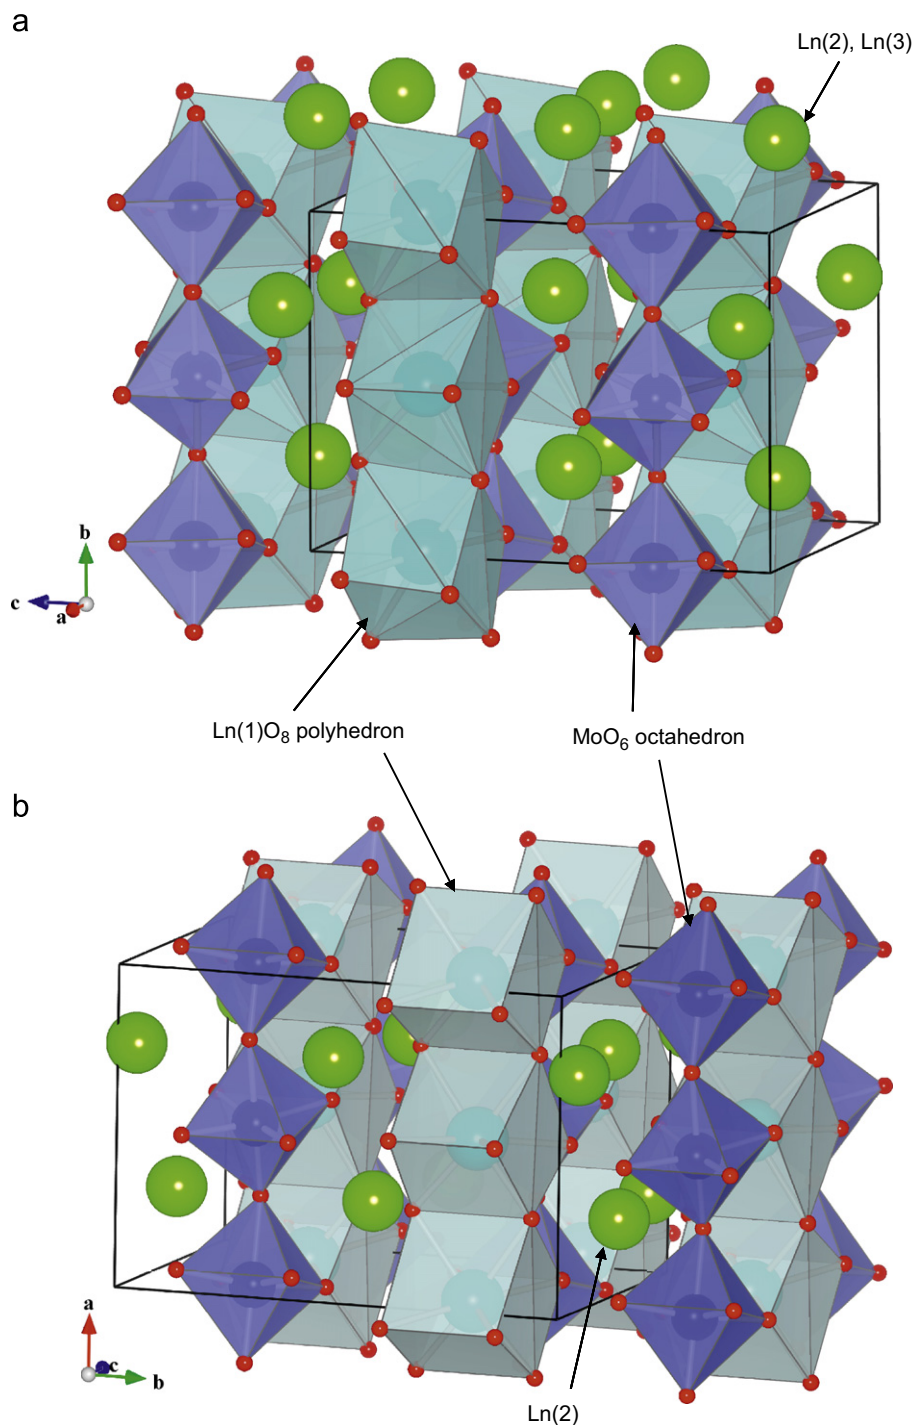 a
Ln(2), Ln(3)
b
c
a
Ln(1)O₈ polyhedron
MoO₆ octahedron
b
a
c
b
Ln(2)